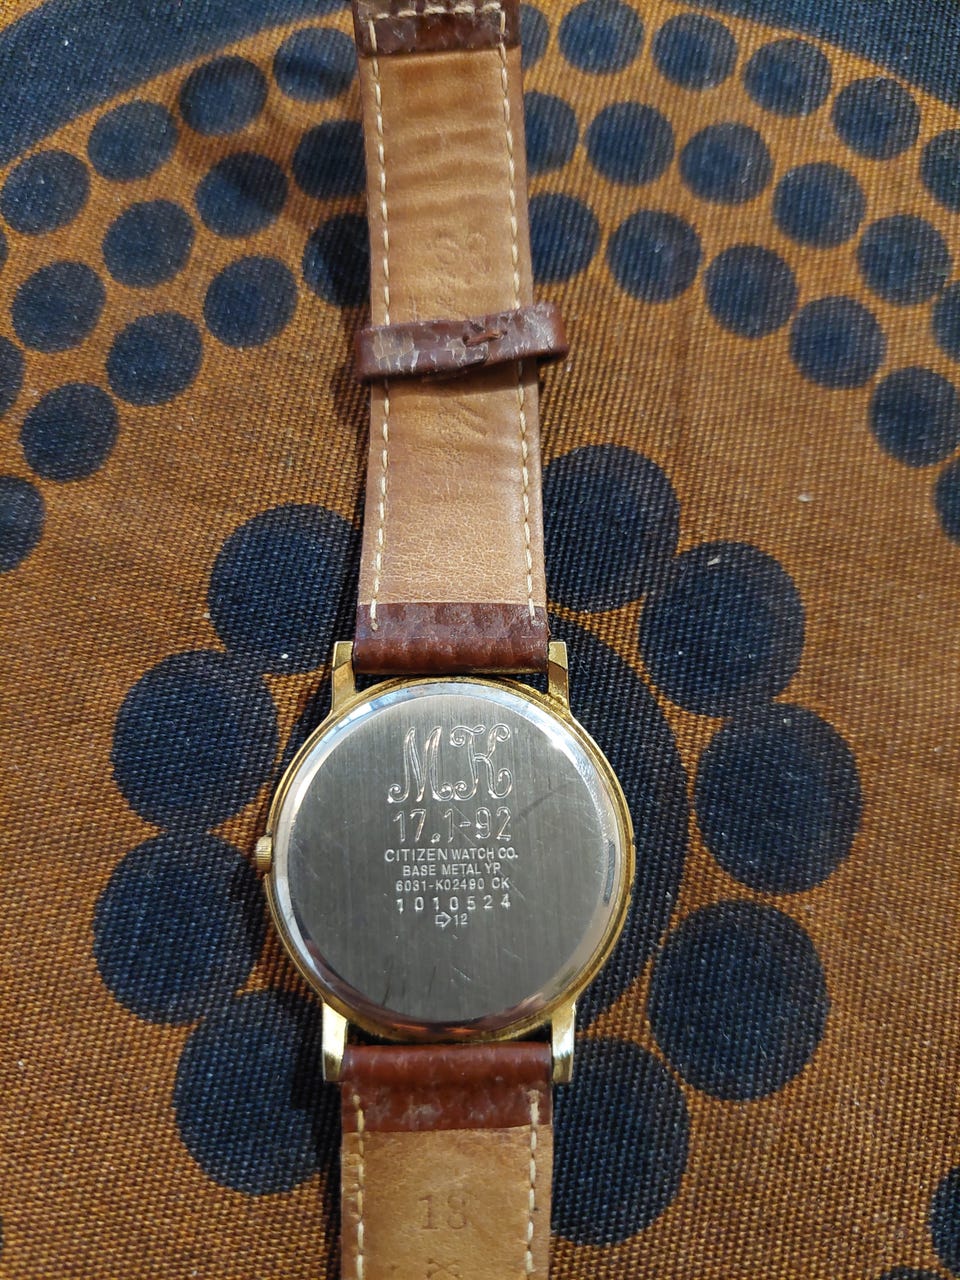 MK
17.1-92
CITIZEN WATCH CO.
BASE METAL YP
6031-K02490 CK
1010524
⇨12
18